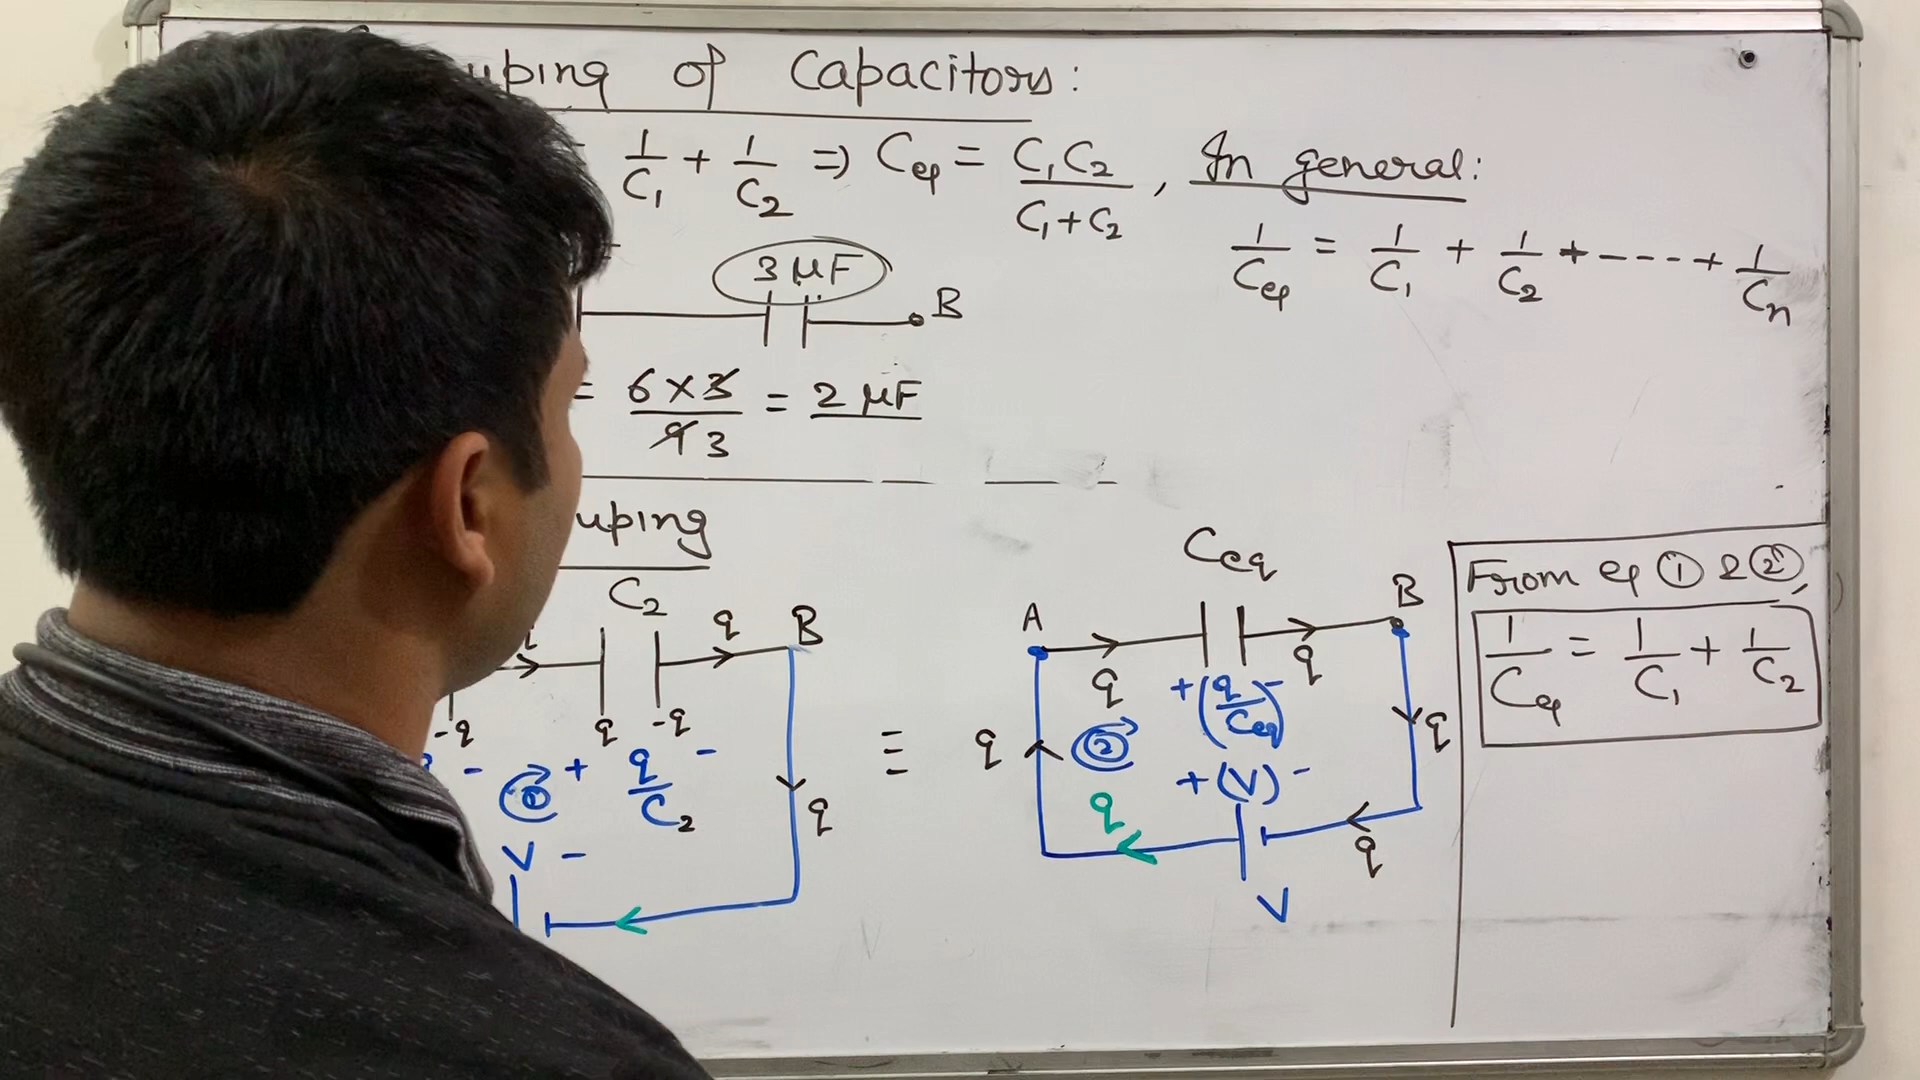 uping of Capacitors:
1/C₁ + 1/C₂ ⇒ Ceq = C₁C₂/C₁+C₂ , In general:
1/Ceq = 1/C₁ + 1/C₂ + ---- + 1/Cn
3 μF
B
= 6×3/9 3 = 2 μF
uping
C₂
q B
-q q -q
- ① + q/C₂ -
q
V -
≡
Ceq
A B
q q
+ (q/Ceq) -
q ② q
+ (V) -
q q
V
From eq ① & ②,
1/Ceq = 1/C₁ + 1/C₂